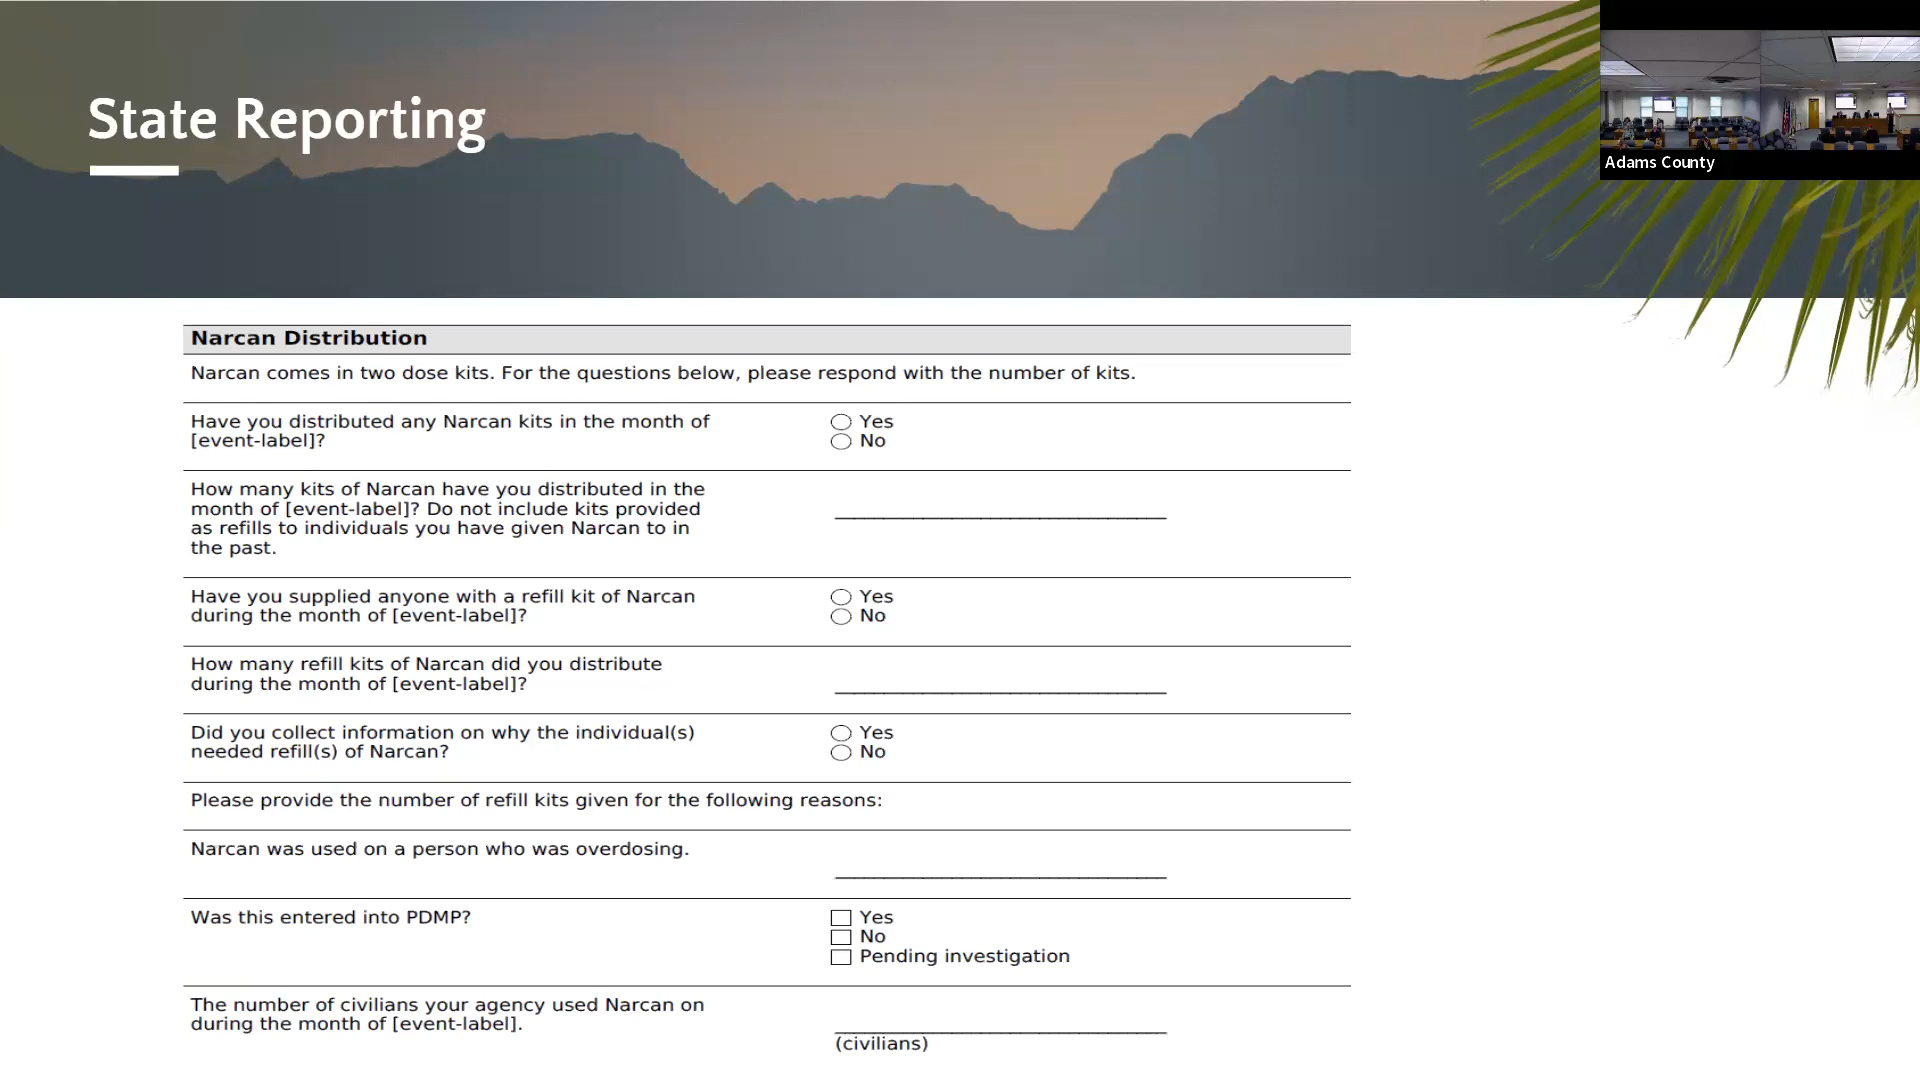 State Reporting
Adams County
Narcan Distribution
Narcan comes in two dose kits. For the questions below, please respond with the number of kits.
Have you distributed any Narcan kits in the month of
[event-label]?
Yes
No
How many kits of Narcan have you distributed in the
month of [event-label]? Do not include kits provided
as refills to individuals you have given Narcan to in
the past.
Have you supplied anyone with a refill kit of Narcan
during the month of [event-label]?
Yes
No
How many refill kits of Narcan did you distribute
during the month of [event-label]?
Did you collect information on why the individual(s)
needed refill(s) of Narcan?
Yes
No
Please provide the number of refill kits given for the following reasons:
Narcan was used on a person who was overdosing.
Was this entered into PDMP?
Yes
No
Pending investigation
The number of civilians your agency used Narcan on
during the month of [event-label].
(civilians)